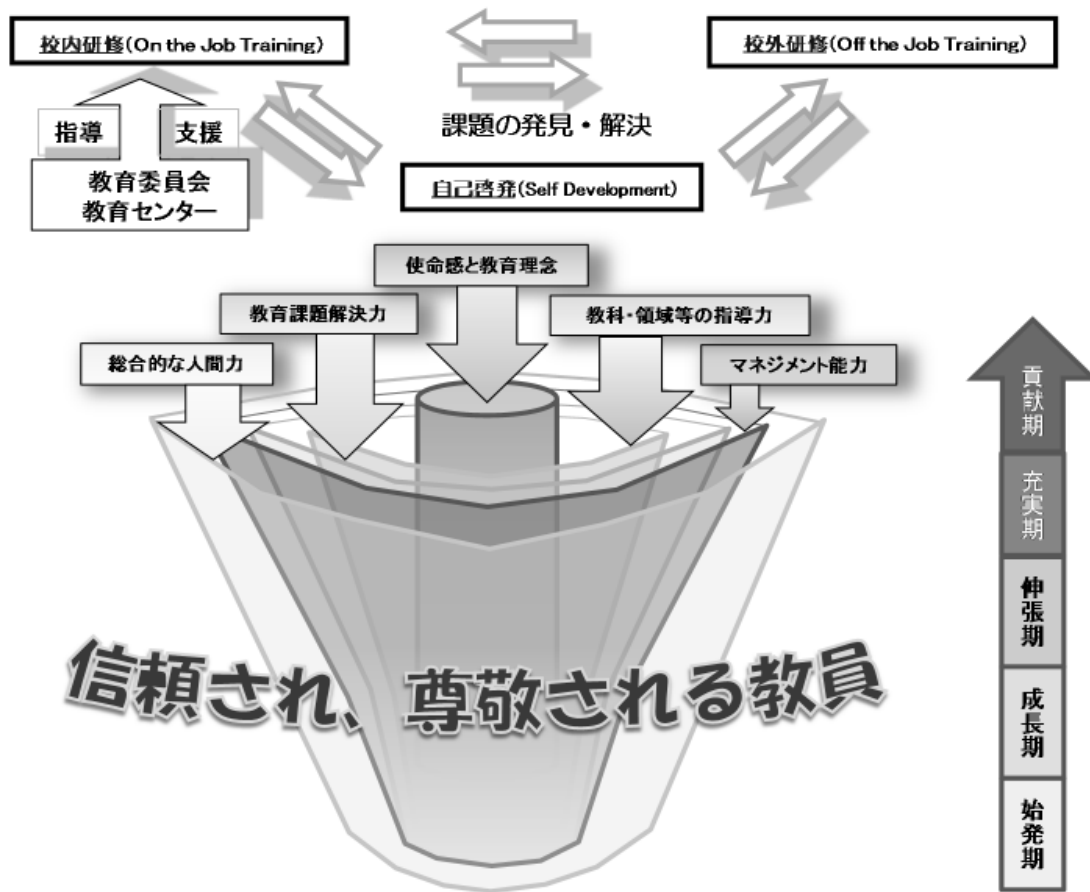 校内研修(On the Job Training)
校外研修(Off the Job Training)
指導
支援
課題の発見・解決
教育委員会
教育センター
自己啓発(Self Development)
使命感と教育理念
教育課題解決力
教科・領域等の指導力
総合的な人間力
マネジメント能力
信頼され、尊敬される教員
貢献期
充実期
伸張期
成長期
始発期